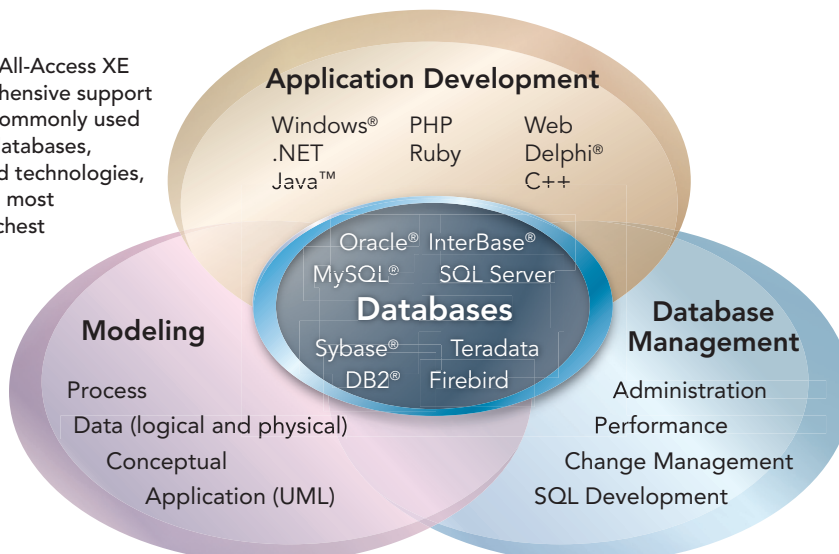 All-Access XE
hensive support
ommonly used
atabases,
d technologies,
most
chest
Application Development
Windows® PHP Web
.NET Ruby Delphi®
Java™ C++
Oracle® InterBase®
MySQL® SQL Server
Databases
Sybase® Teradata
DB2® Firebird
Modeling
Process
Data (logical and physical)
Conceptual
Application (UML)
Database
Management
Administration
Performance
Change Management
SQL Development